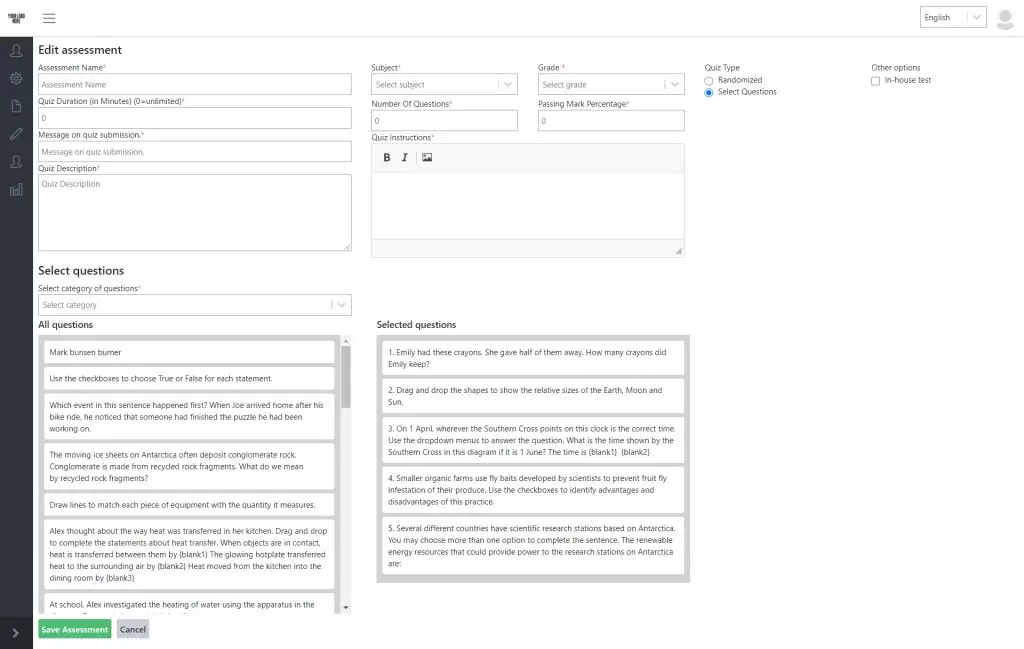 YOUR LOGO
HERE
English
Edit assessment
Assessment Name*
Assessment Name
Quiz Duration (in Minutes) (0=unlimited)*
0
Message on quiz submission.*
Message on quiz submission.
Quiz Description*
Quiz Description
Subject*
Select subject
Grade *
Select grade
Number Of Questions*
0
Passing Mark Percentage*
0
Quiz Instructions*
B I
Quiz Type
Randomized
Select Questions
Other options
In-house test
Select questions
Select category of questions*
Select category
All questions
Mark bunsen burner
Use the checkboxes to choose True or False for each statement.
Which event in this sentence happened first? When Joe arrived home after his
bike ride, he noticed that someone had finished the puzzle he had been
working on.
The moving ice sheets on Antarctica often deposit conglomerate rock.
Conglomerate is made from recycled rock fragments. What do we mean
by recycled rock fragments?
Draw lines to match each piece of equipment with the quantity it measures.
Alex thought about the way heat was transferred in her kitchen. Drag and drop
to complete the statements about heat transfer. When objects are in contact,
heat is transferred between them by {blank1} The glowing hotplate transferred
heat to the surrounding air by {blank2} Heat moved from the kitchen into the
dining room by {blank3}
At school, Alex investigated the heating of water using the apparatus in the
Selected questions
1. Emily had these crayons. She gave half of them away. How many crayons did
Emily keep?
2. Drag and drop the shapes to show the relative sizes of the Earth, Moon and
Sun.
3. On 1 April, wherever the Southern Cross points on this clock is the correct time.
Use the dropdown menus to answer the question. What is the time shown by the
Southern Cross in this diagram if it is 1 June? The time is {blank1} {blank2}
4. Smaller organic farms use fly baits developed by scientists to prevent fruit fly
infestation of their produce. Use the checkboxes to identify advantages and
disadvantages of this practice.
5. Several different countries have scientific research stations based on Antarctica.
You may choose more than one option to complete the sentence. The renewable
energy resources that could provide power to the research stations on Antarctica
are:
Save Assessment
Cancel